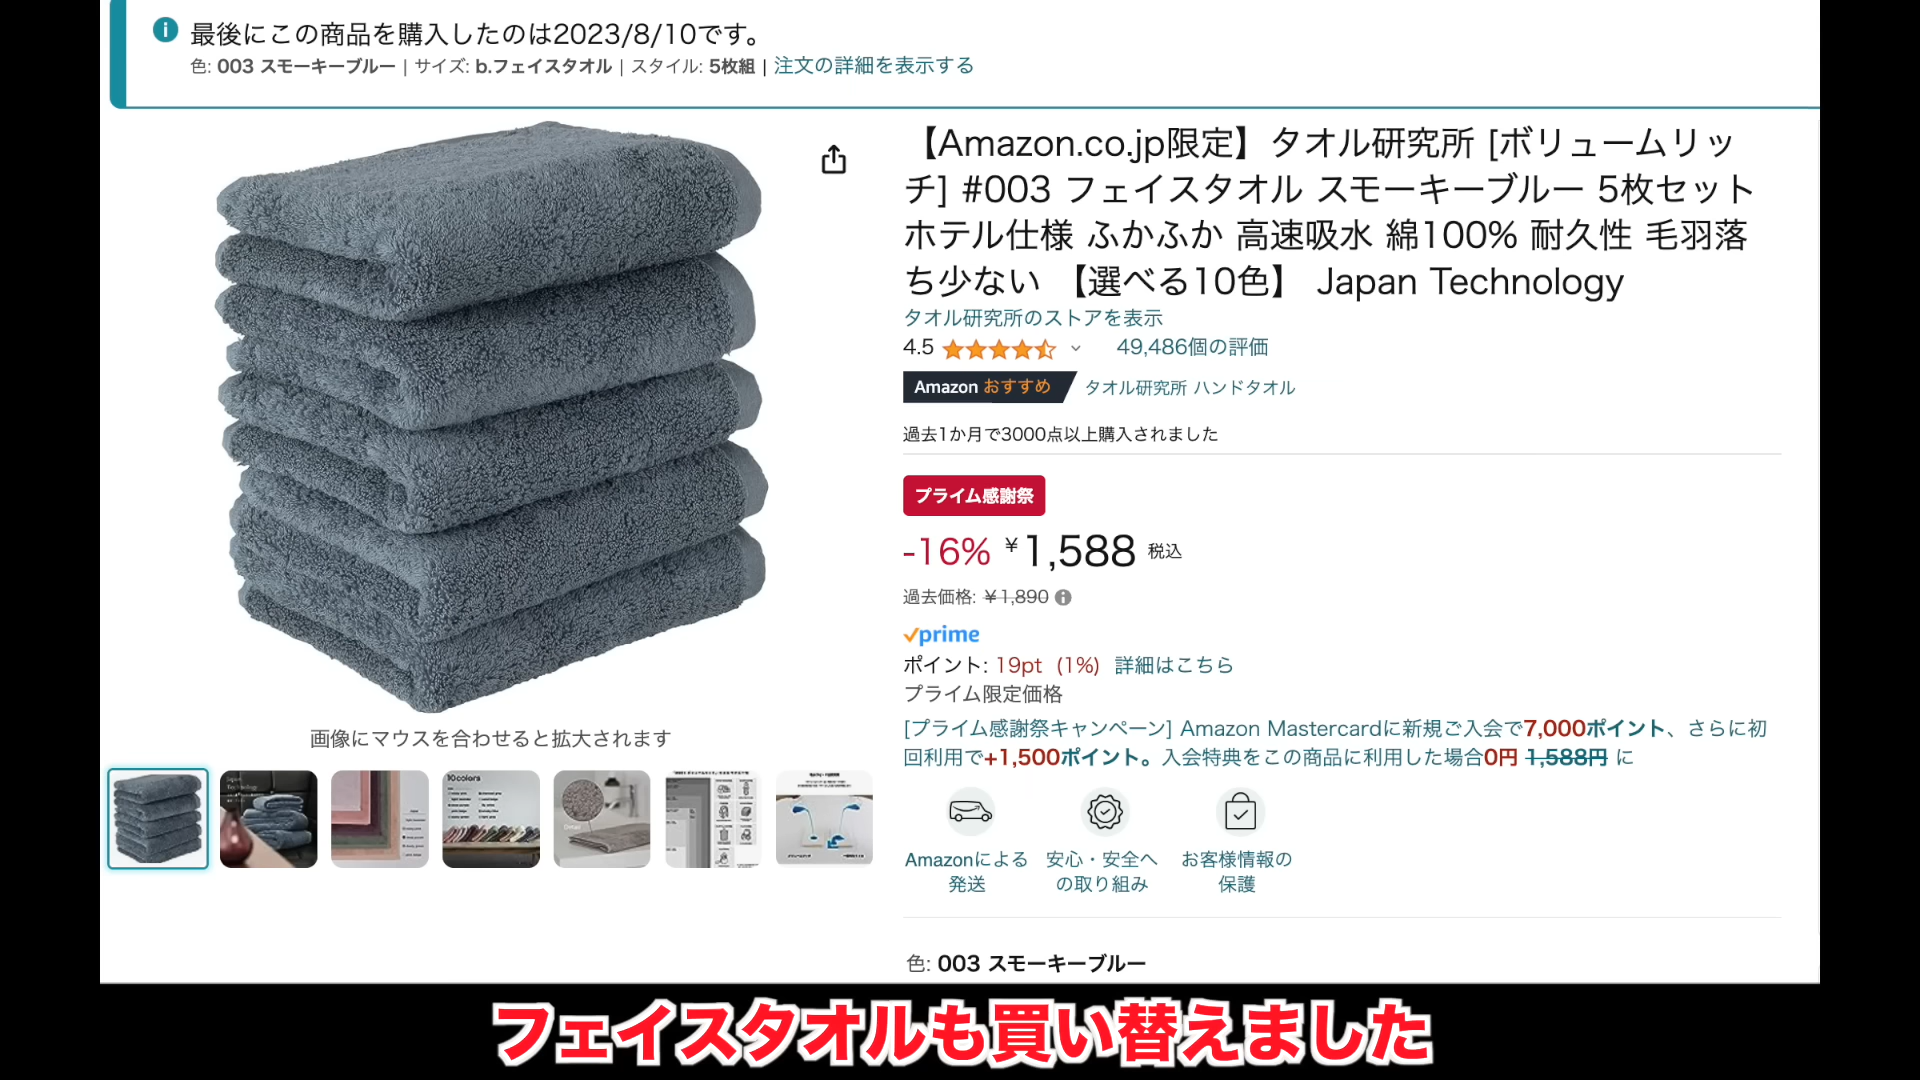 最後にこの商品を購入したのは2023/8/10です。
色: 003 スモーキーブルー | サイズ: b.フェイスタオル | スタイル: 5枚組 | 注文の詳細を表示する
【Amazon.co.jp限定】タオル研究所 [ボリュームリッ
チ] #003 フェイスタオル スモーキーブルー 5枚セット
ホテル仕様 ふかふか 高速吸水 綿100% 耐久性 毛羽落
ち少ない 【選べる10色】 Japan Technology
タオル研究所のストアを表示
4.5 49,486個の評価
Amazon おすすめ タオル研究所 ハンドタオル
過去1か月で3000点以上購入されました
プライム感謝祭
-16% ¥1,588 税込
過去価格: ¥1,890
prime
ポイント: 19pt (1%) 詳細はこちら
プライム限定価格
[プライム感謝祭キャンペーン] Amazon Mastercardに新規ご入会で7,000ポイント、さらに初
回利用で+1,500ポイント。入会特典をこの商品に利用した場合0円 1,588円 に
画像にマウスを合わせると拡大されます
Japan
Technology
10colors
Amazonによる
発送
安心・安全へ
の取り組み
お客様情報の
保護
色: 003 スモーキーブルー
フェイスタオルも買い替えました